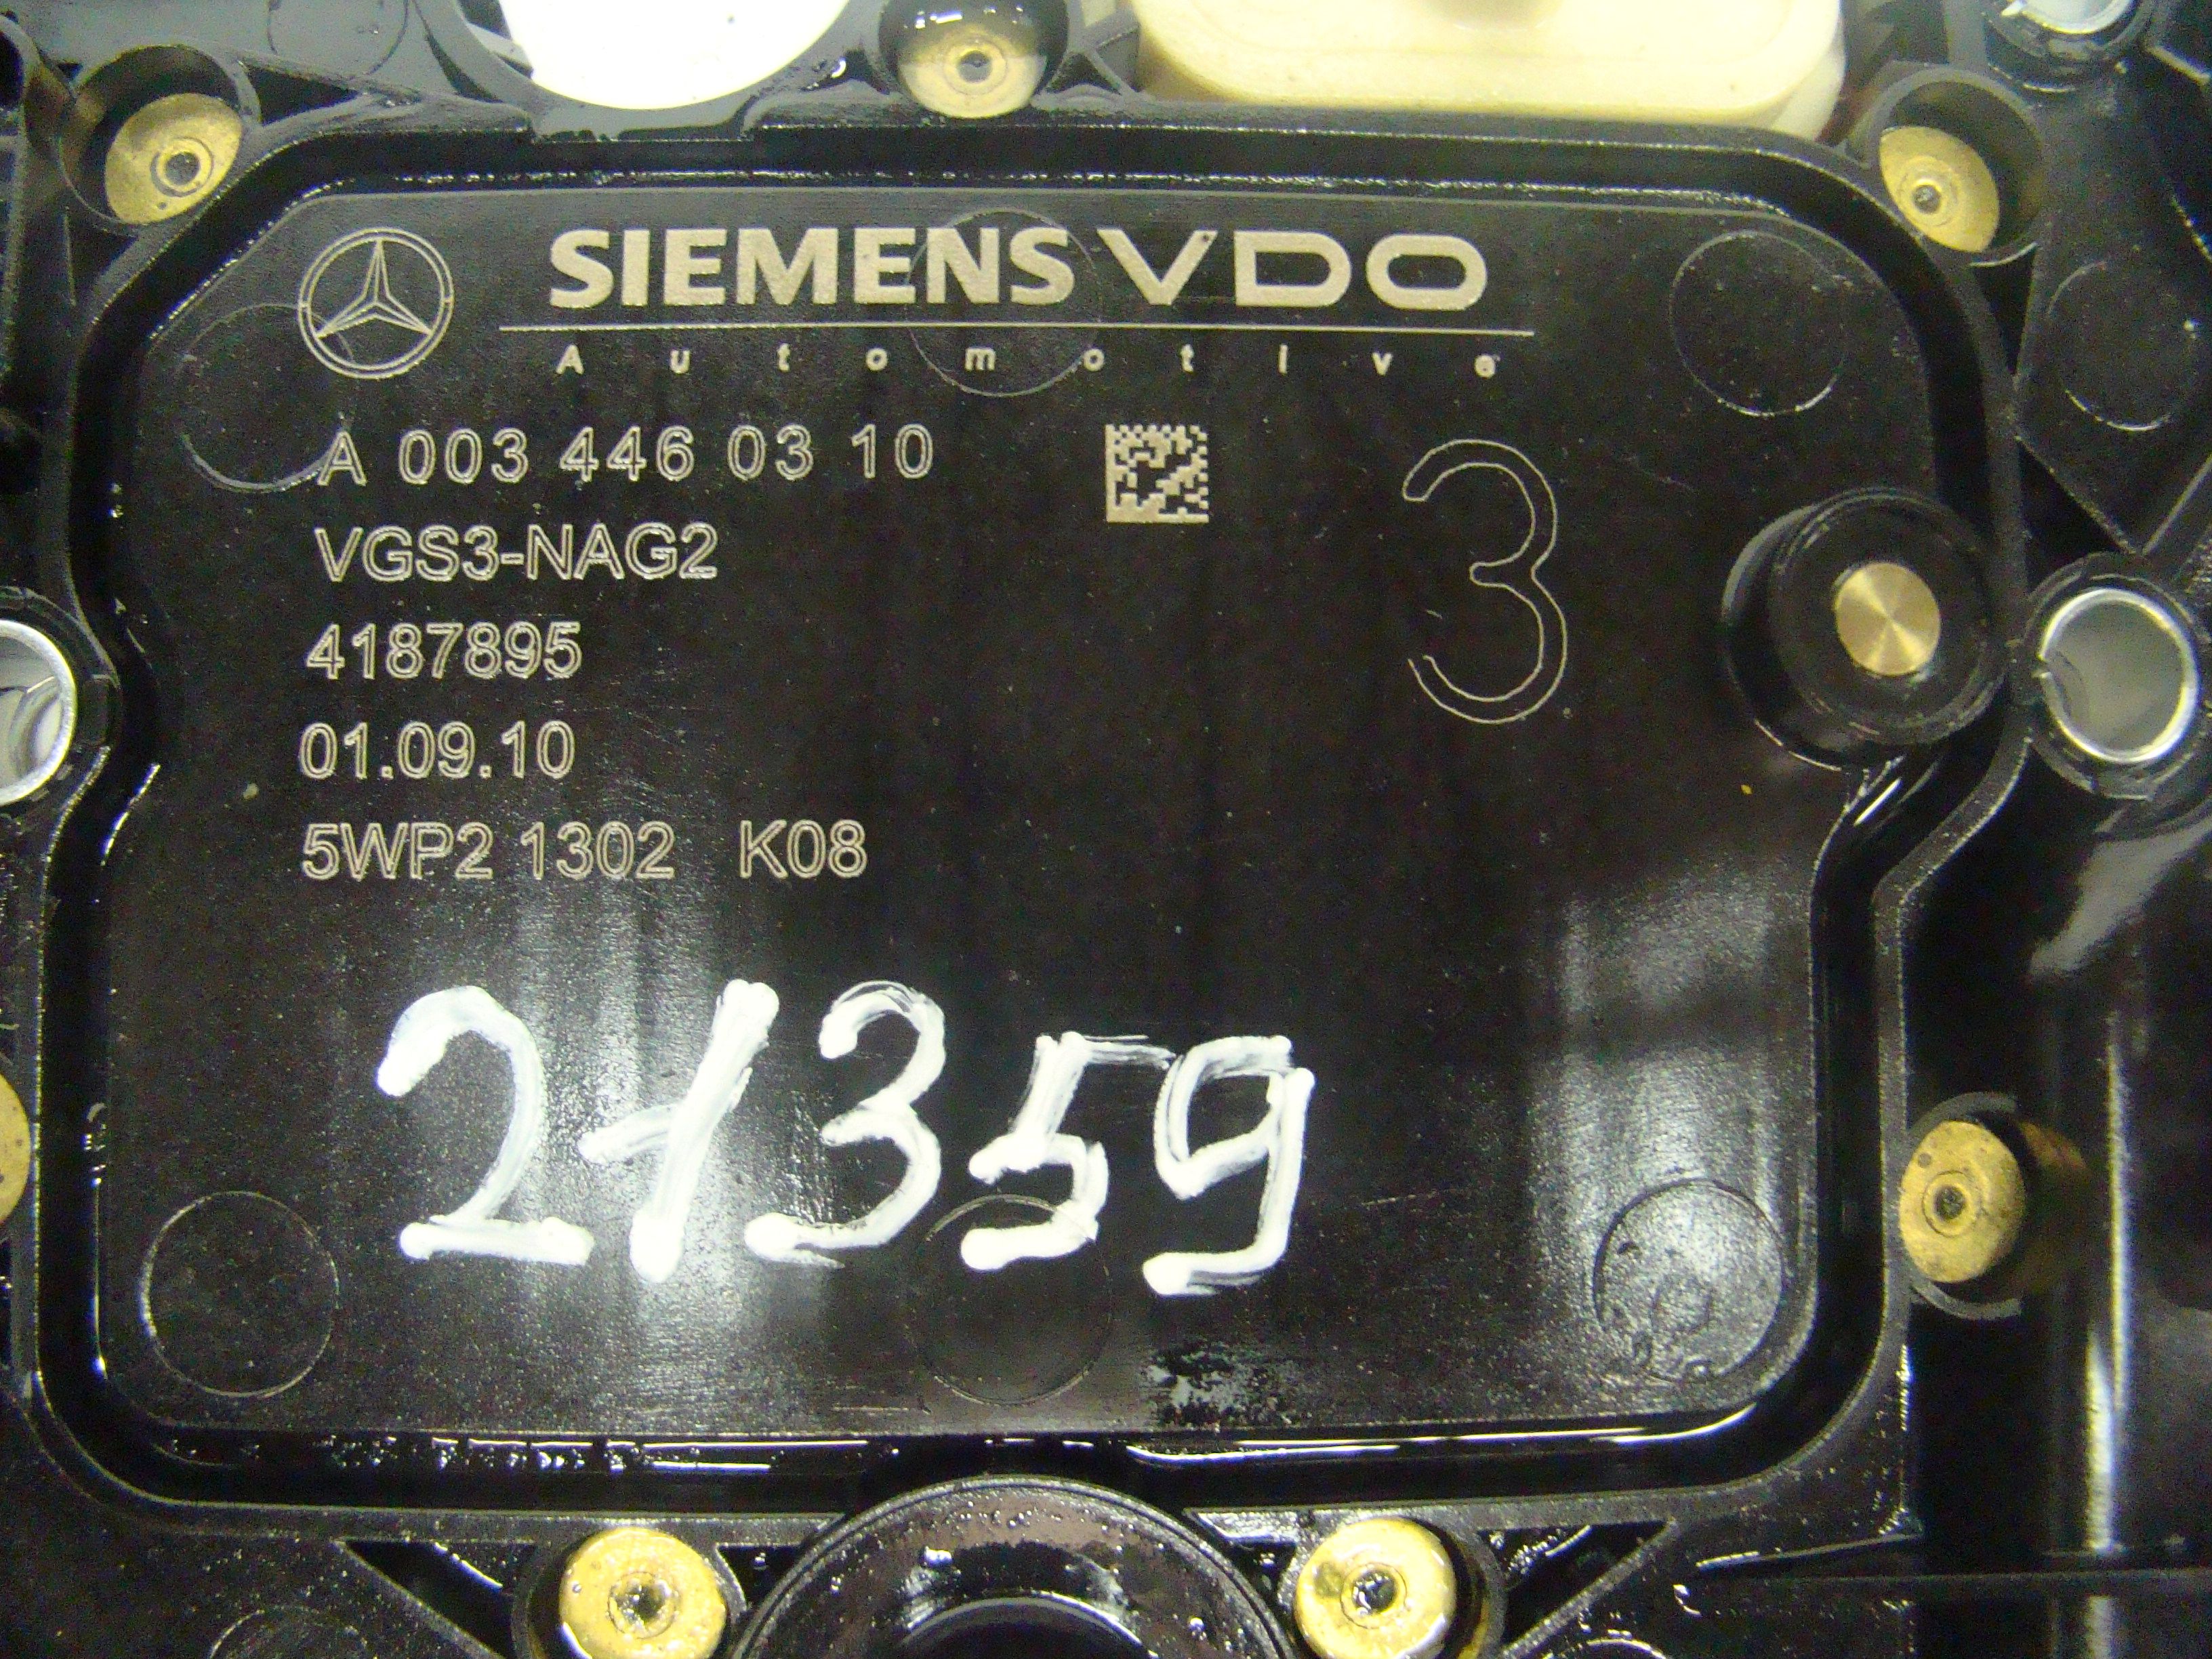 SIEMENS VDO
Automotive
A 003 446 03 10
VGS3-NAG2
3
4187895
01.09.10
5WP2 1302 K08
21359